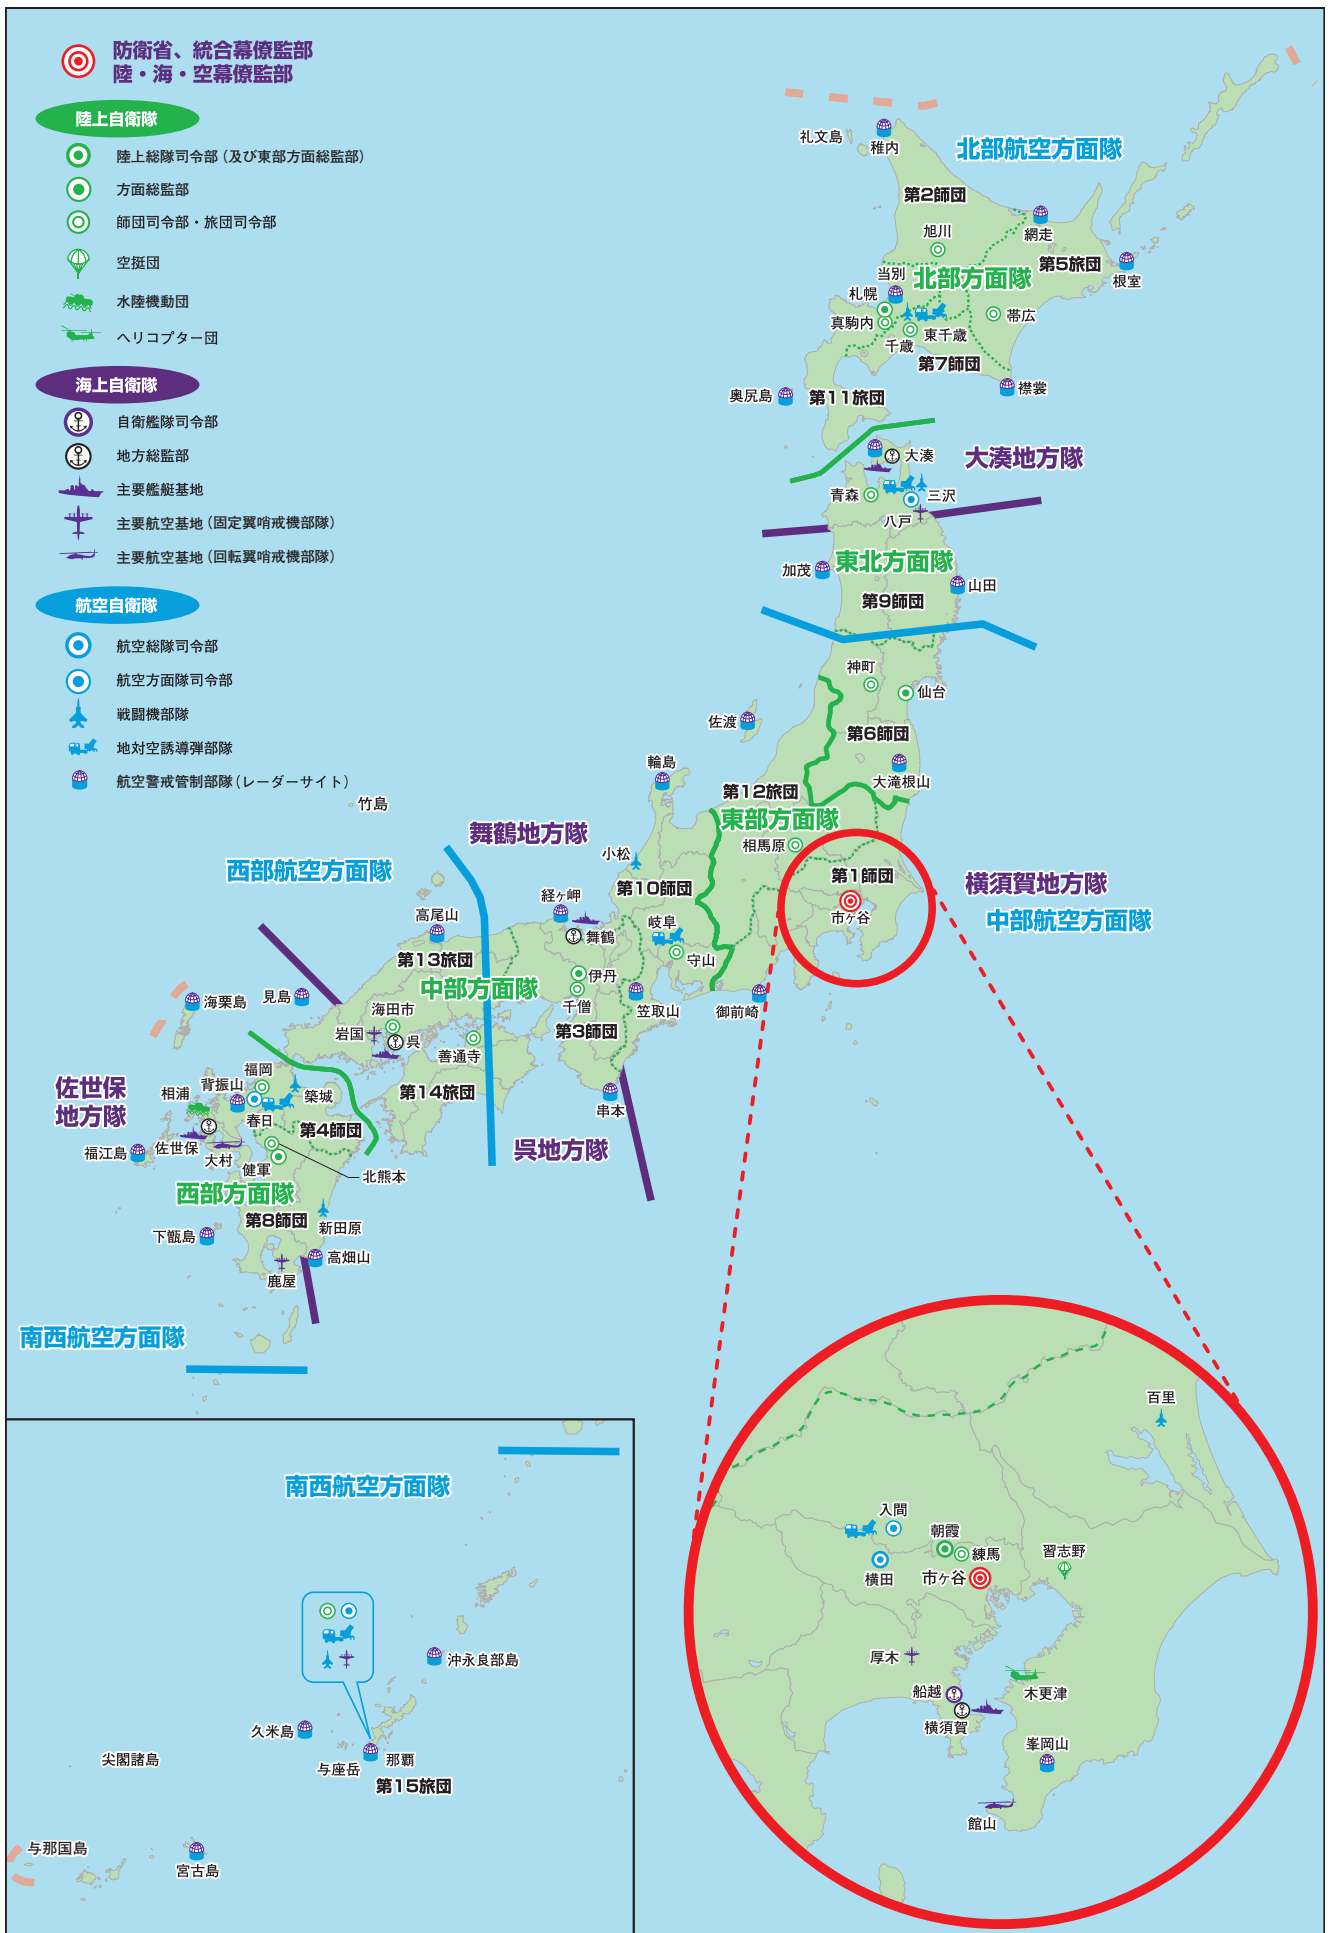 防衛省、統合幕僚監部
陸・海・空幕僚監部
陸上自衛隊
陸上総隊司令部（及び東部方面総監部）
方面総監部
師団司令部・旅団司令部
空挺団
水陸機動団
ヘリコプター団
海上自衛隊
自衛艦隊司令部
地方総監部
主要艦艇基地
主要航空基地（固定翼哨戒機部隊）
主要航空基地（回転翼哨戒機部隊）
航空自衛隊
航空総隊司令部
航空方面隊司令部
戦闘機部隊
地対空誘導弾部隊
航空警戒管制部隊（レーダーサイト）
礼文島
稚内
北部航空方面隊
第2師団
網走
旭川
第5旅団
根室
当別
北部方面隊
札幌
真駒内
帯広
東千歳
千歳
第7師団
襟裳
奥尻島
第11旅団
大湊
大湊地方隊
青森
三沢
八戸
東北方面隊
加茂
山田
第9師団
神町
仙台
佐渡
第6師団
輪島
大滝根山
第12旅団
竹島
東部方面隊
舞鶴地方隊
相馬原
小松
西部航空方面隊
第1師団
第10師団
横須賀地方隊
経ヶ岬
市ヶ谷
高尾山
岐阜
中部航空方面隊
舞鶴
第13旅団
守山
伊丹
中部方面隊
見島
海栗島
千僧
笠取山
御前崎
海田市
岩国
呉
第3師団
善通寺
福岡
背振山
佐世保
地方隊
相浦
築城
第14旅団
串本
春日
第4師団
福江島
佐世保
大村
呉地方隊
健軍
北熊本
西部方面隊
第8師団
新田原
下甑島
高畑山
鹿屋
南西航空方面隊
南西航空方面隊
沖永良部島
久米島
那覇
与座岳
尖閣諸島
第15旅団
与那国島
宮古島
百里
入間
朝霞
練馬
習志野
横田
市ヶ谷
厚木
船越
木更津
横須賀
峯岡山
館山